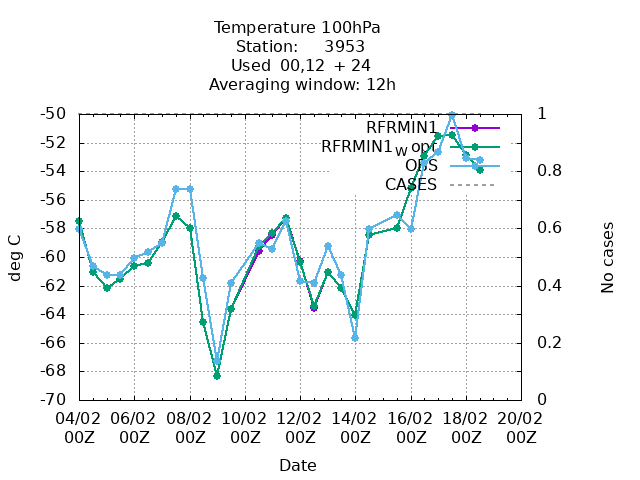 Temperature 100hPa
Station: 3953
Used 00,12 + 24
Averaging window: 12h
-50
-52
-54
-56
-58
-60
-62
-64
-66
-68
-70
deg C
1
0.8
0.6
0.4
0.2
0
No cases
RFRMIN1
RFRMIN1W opr
OBS
CASES
04/02 06/02 08/02 10/02 12/02 14/02 16/02 18/02 20/02
00Z 00Z 00Z 00Z 00Z 00Z 00Z 00Z 00Z
Date